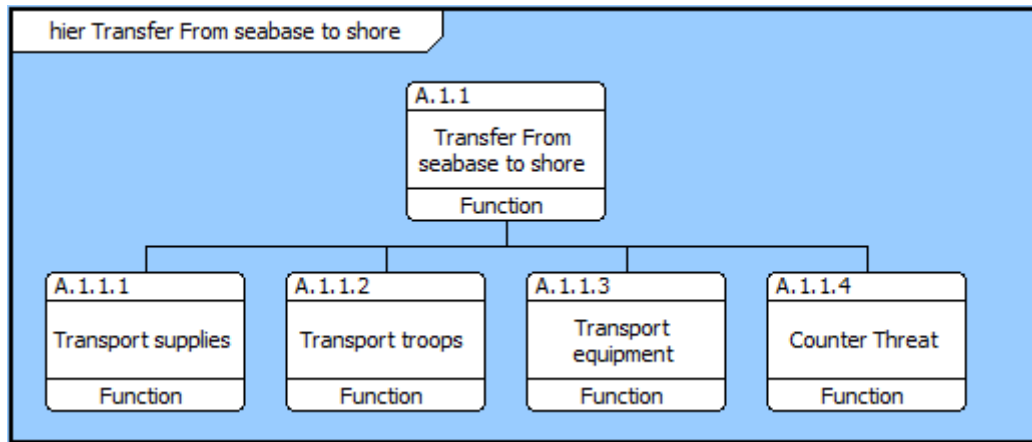 hier Transfer From seabase to shore
A.1.1
Transfer From
seabase to shore
Function
A.1.1.1
Transport supplies
Function
A.1.1.2
Transport troops
Function
A.1.1.3
Transport
equipment
Function
A.1.1.4
Counter Threat
Function